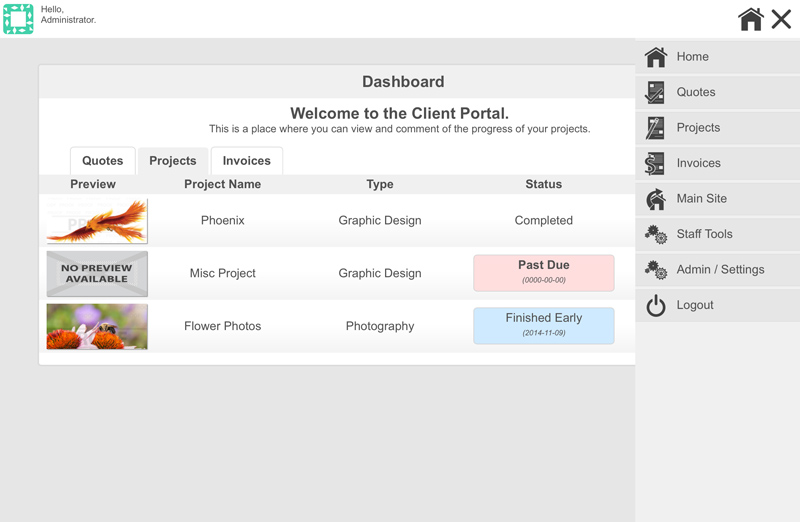 Hello,
Administrator.
Home
Quotes
Projects
Invoices
Main Site
Staff Tools
Admin / Settings
Logout
Dashboard
Welcome to the Client Portal.
This is a place where you can view and comment of the progress of your projects.
Quotes Projects Invoices
Preview Project Name Type Status
Phoenix Graphic Design Completed
NO PREVIEW
AVAILABLE
Misc Project Graphic Design Past Due
(0000-00-00)
Flower Photos Photography Finished Early
(2014-11-09)